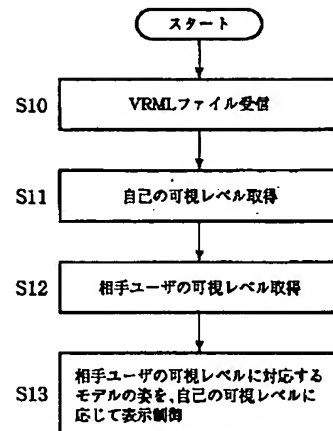 スタート
S10
VRMLファイル受信
S11
自己の可視レベル取得
S12
相手ユーザの可視レベル取得
S13
相手ユーザの可視レベルに対応する
モデルの姿を、自己の可視レベルに
応じて表示制御